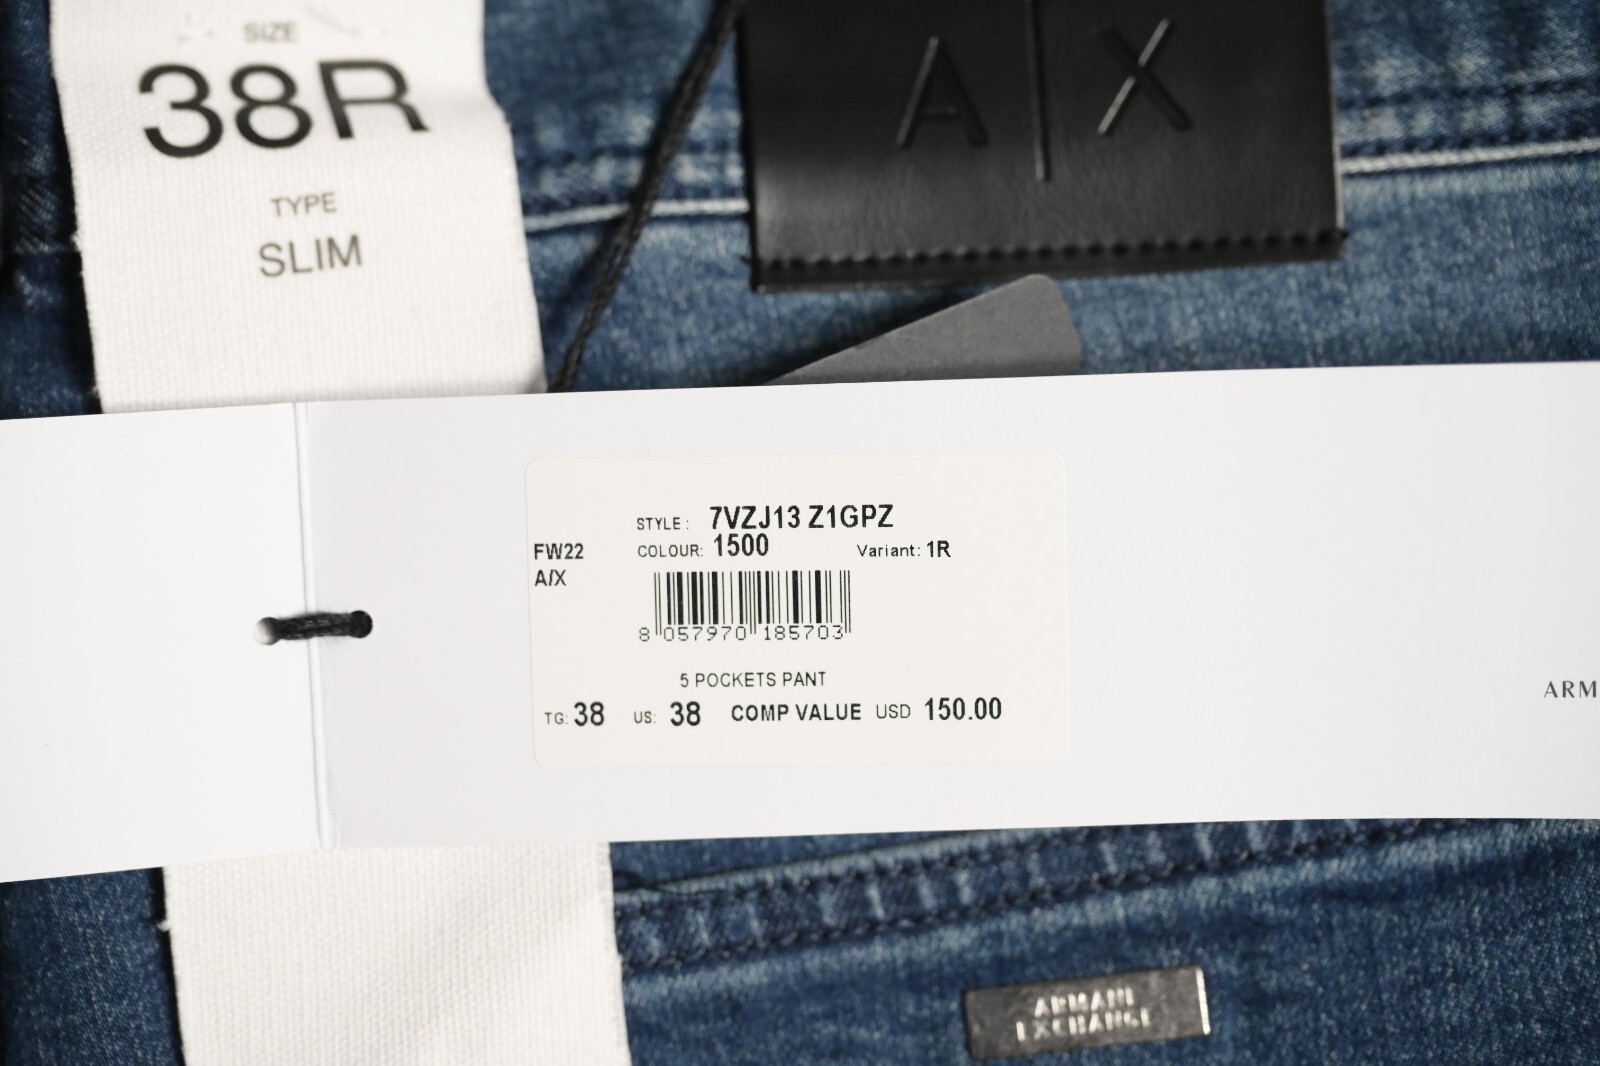 SIZE
38R
TYPE
SLIM
A|X
STYLE: 7VZJ13 Z1GPZ
FW22 COLOUR: 1500 Variant: 1R
A/X
8 057970 185703
5 POCKETS PANT
TG: 38 US: 38 COMP VALUE USD 150.00
ARM
ARMANI
EXCHANGE